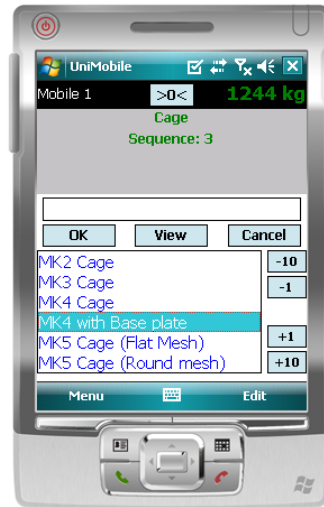 UniMobile
Mobile 1 >0< 1244 kg
Cage
Sequence: 3
OK View Cancel
MK2 Cage
MK3 Cage
MK4 Cage
MK4 with Base plate
MK5 Cage (Flat Mesh)
MK5 Cage (Round mesh)
-10
-1
+1
+10
Menu Edit